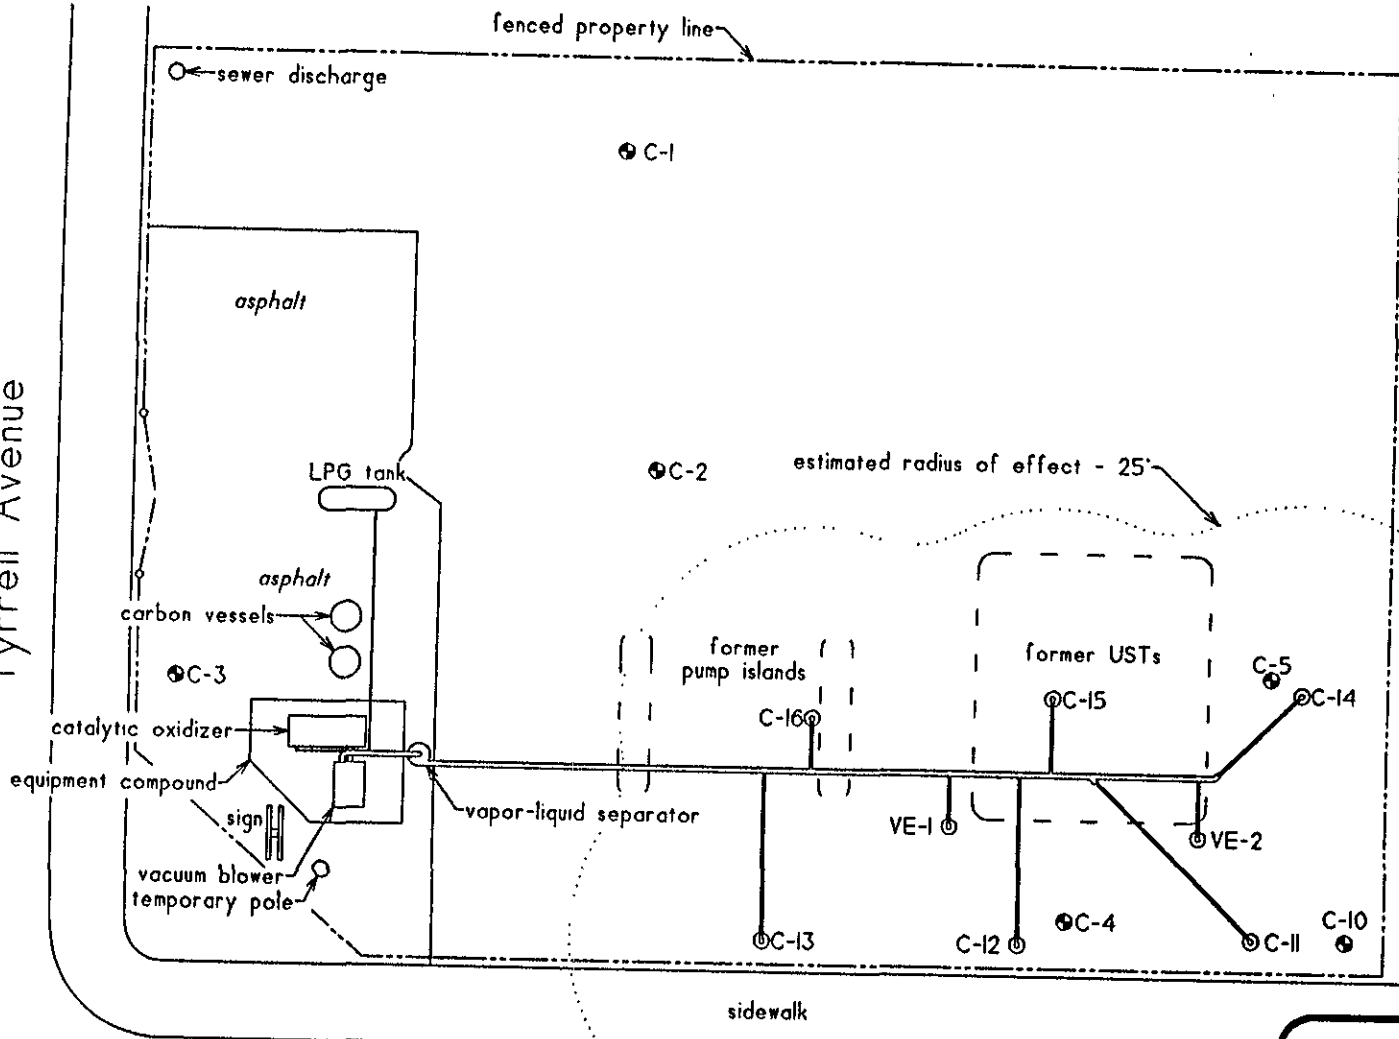 fenced property line
sewer discharge
C-1
asphalt
Tyrrell Avenue
LPG tank
C-2
estimated radius of effect - 25'
asphalt
carbon vessels
former
pump islands
former USTs
C-5
C-3
C-14
C-15
C-16
catalytic oxidizer
equipment compound
vapor-liquid separator
sign
VE-1
VE-2
vacuum blower
temporary pole
C-4
C-10
C-13
C-12
C-11
sidewalk